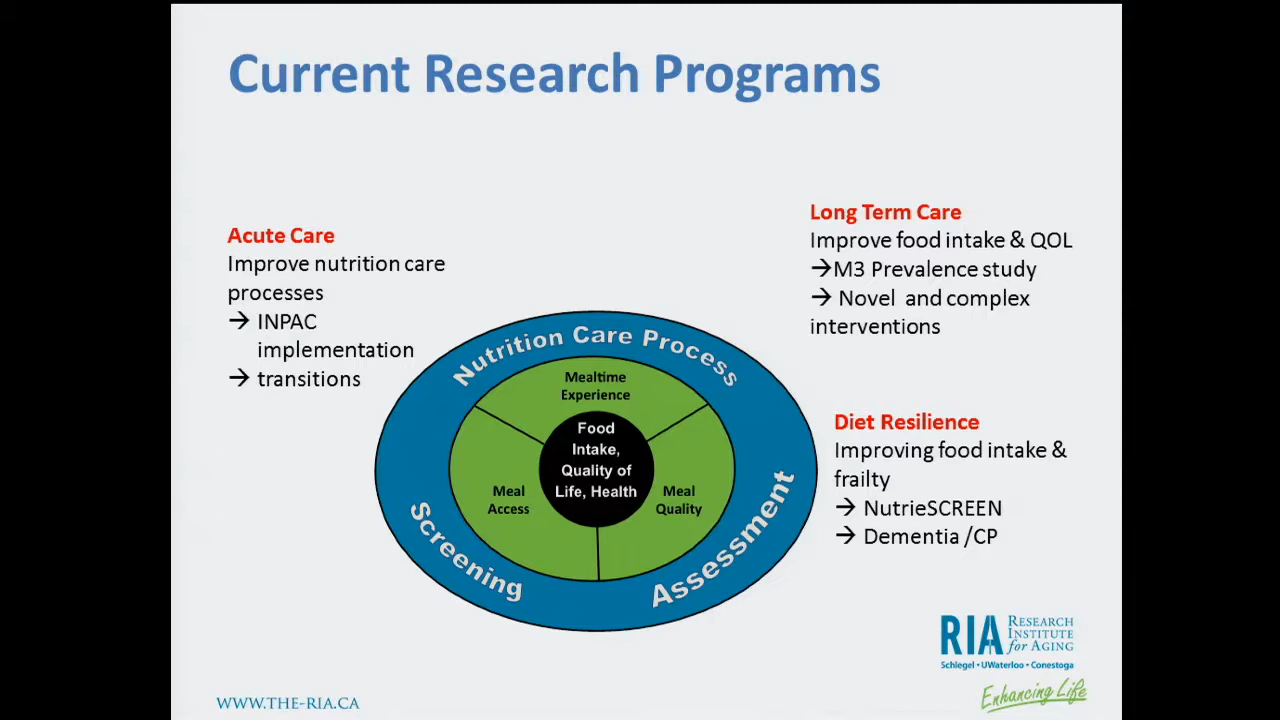 Current Research Programs
Acute Care
Improve nutrition care
processes
→ INPAC
implementation
→ transitions
Long Term Care
Improve food intake & QOL
→M3 Prevalence study
→ Novel and complex
interventions
Diet Resilience
Improving food intake &
frailty
→ NutrieSCREEN
→ Dementia /CP
Nutrition Care Process
Mealtime
Experience
Food
Intake,
Quality of
Life, Health
Meal
Access
Meal
Quality
Screening
Assessment
RIA
RESEARCH
INSTITUTE
for AGING
Schlegel • UWaterloo • Conestoga
Enhancing Life
WWW.THE-RIA.CA